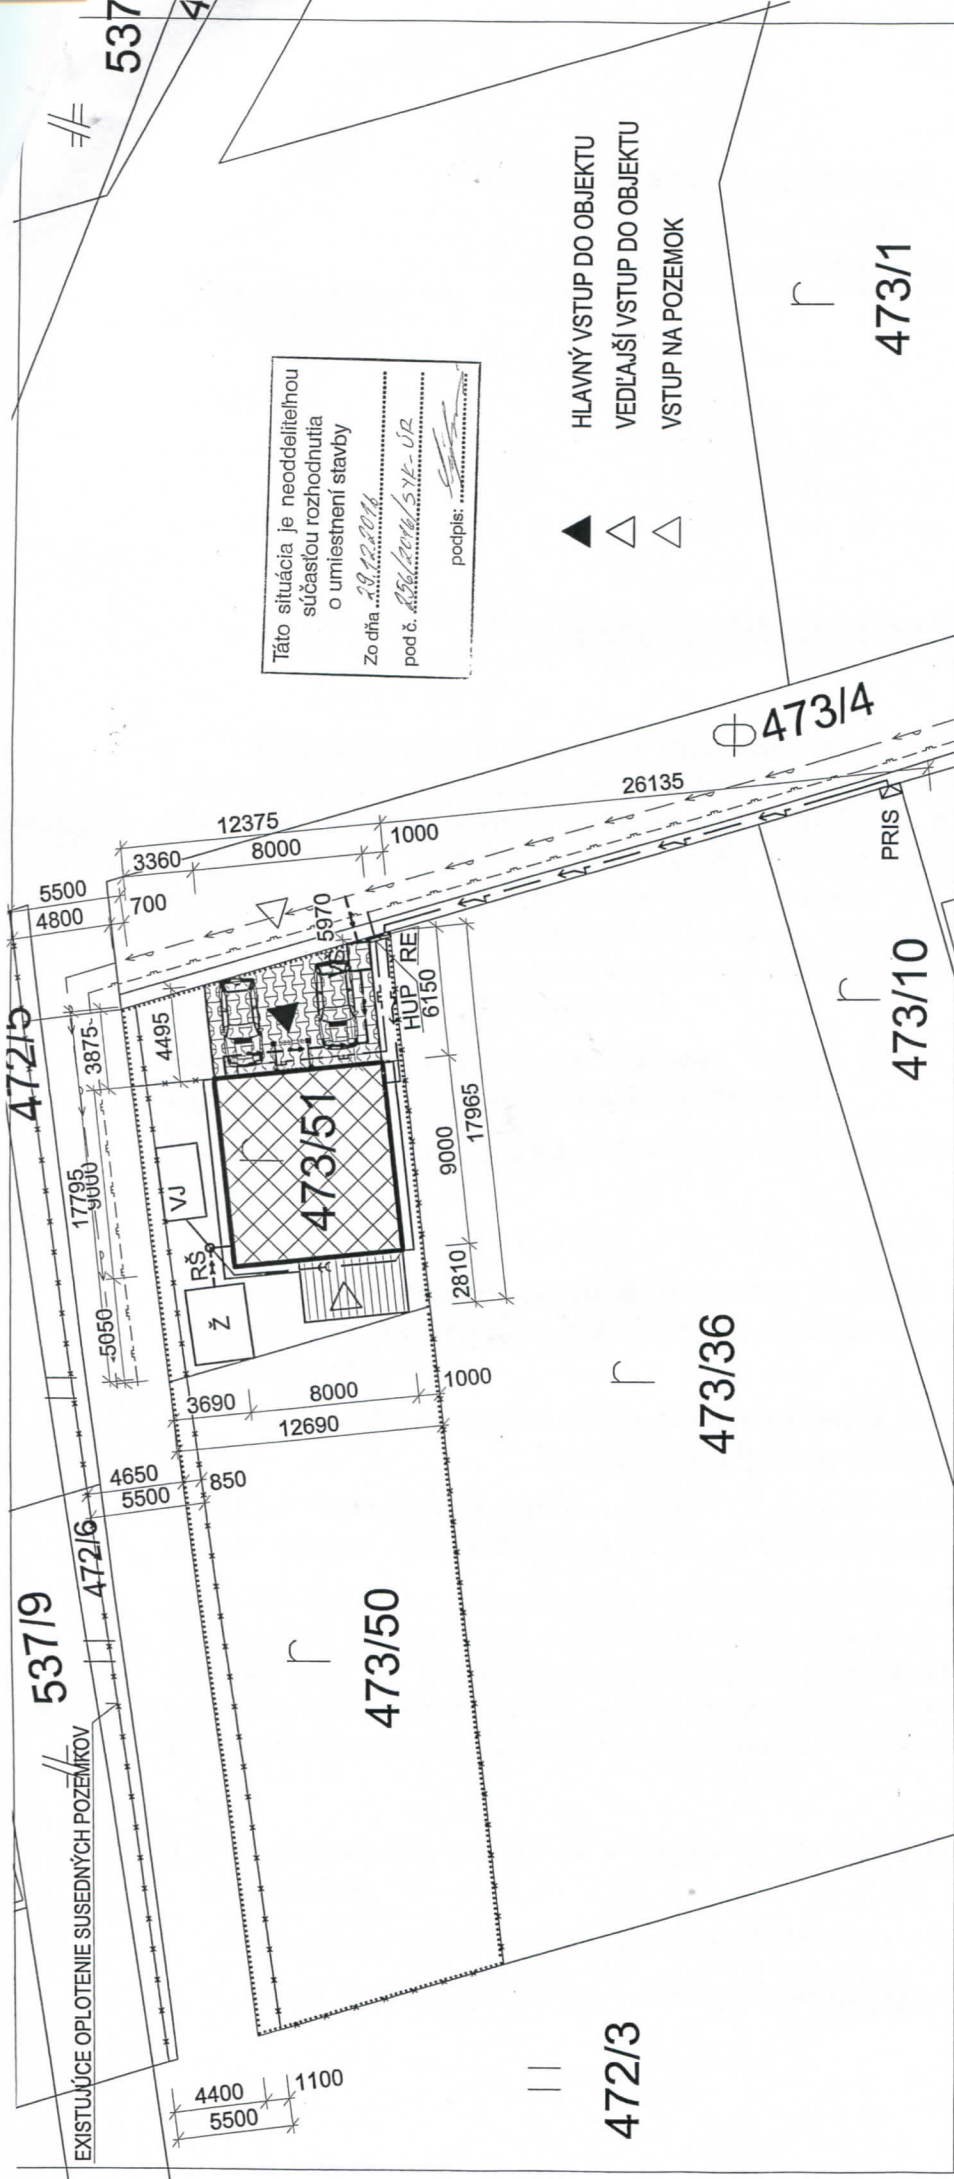 537
472/5
537/9
472/6
EXISTUJÚCE OPLOTENIE SUSEDNÝCH POZEMKOV
Táto situácia je neoddeliteľnou
súčasťou rozhodnutia
o umiestnení stavby
Zo dňa 29.12.2016
pod č. 256/2016/SYK-ÚR
podpis:
HLAVNÝ VSTUP DO OBJEKTU
VEDĽAJŠÍ VSTUP DO OBJEKTU
VSTUP NA POZEMOK
r
473/1
473/4
26135
12375
3360
8000
1000
5500
4800
700
5970
HUP
RE
6150
PRIS
r
473/10
3875
4495
17795
9000
5050
VJ
RŠ
Ž
r
473/51
9000
17965
2810
3690
8000
1000
12690
4650
850
5500
r
473/36
r
473/50
4400
1100
5500
472/3